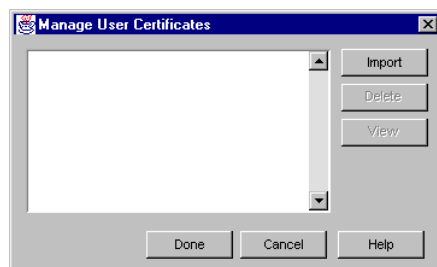 Manage User Certificates
Import
Delete
View
Done
Cancel
Help